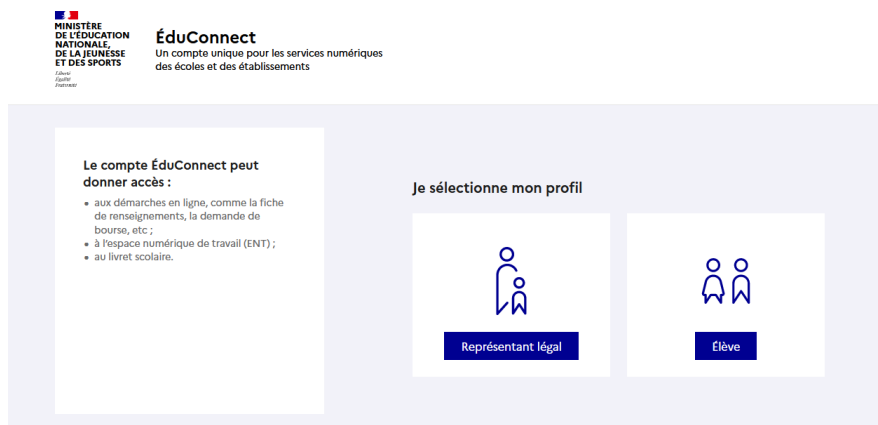 MINISTÈRE
DE L'ÉDUCATION
NATIONALE,
DE LA JEUNESSE
ET DES SPORTS
Liberté
Égalité
Fraternité
ÉduConnect
Un compte unique pour les services numériques
des écoles et des établissements
Le compte ÉduConnect peut
donner accès :
aux démarches en ligne, comme la fiche
de renseignements, la demande de
bourse, etc ;
à l'espace numérique de travail (ENT) ;
au livret scolaire.
Je sélectionne mon profil
Représentant légal
Élève